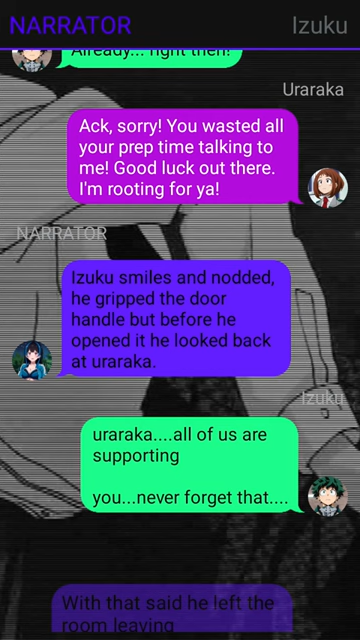 NARRATOR
Izuku
Already... right then!
Uraraka
Ack, sorry! You wasted all
your prep time talking to
me! Good luck out there.
I'm rooting for ya!
NARRATOR
Izuku smiles and nodded,
he gripped the door
handle but before he
opened it he looked back
at uraraka.
Izuku
uraraka....all of us are
supporting
you...never forget that....
With that said he left the
room leaving